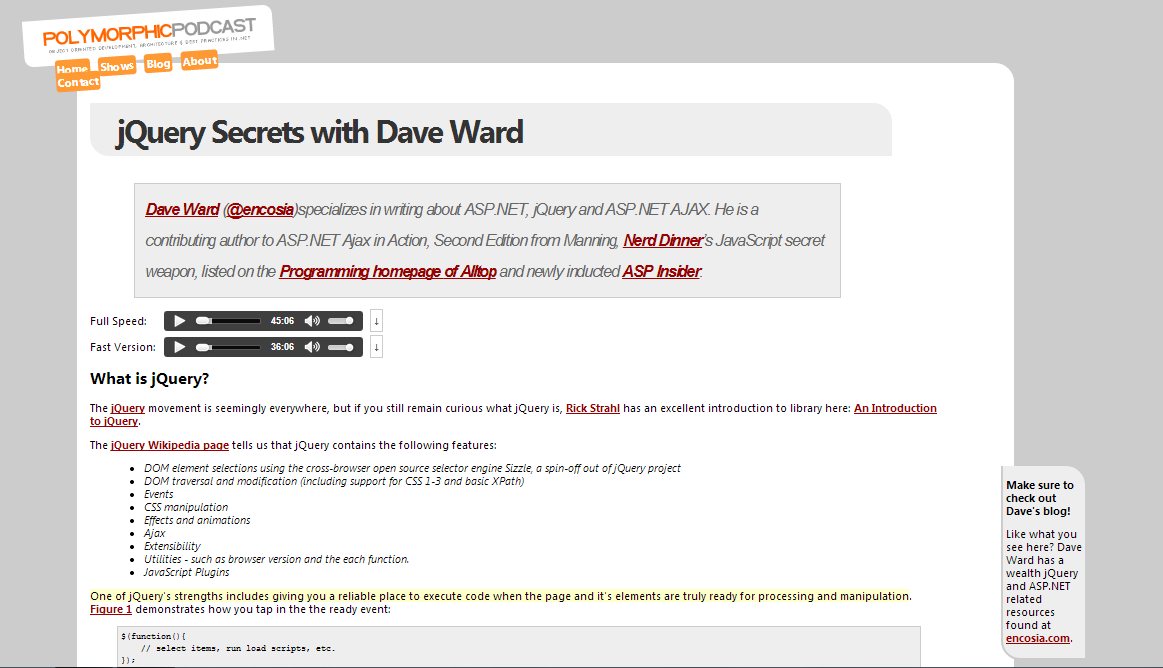 POLYMORPHICPODCAST
OBJECT ORIENTED DEVELOPMENT, ARCHITECTURE & BEST PRACTICES IN .NET
Home Shows Blog About
Contact
jQuery Secrets with Dave Ward
Dave Ward (@encosia)specializes in writing about ASP.NET, jQuery and ASP.NET AJAX. He is a
contributing author to ASP.NET Ajax in Action, Second Edition from Manning, Nerd Dinner's JavaScript secret
weapon, listed on the Programming homepage of Alltop and newly inducted ASP Insider.
Full Speed: 45:06 ↓
Fast Version: 36:06 ↓
What is jQuery?
The jQuery movement is seemingly everywhere, but if you still remain curious what jQuery is, Rick Strahl has an excellent introduction to library here: An Introduction
to jQuery.
The jQuery Wikipedia page tells us that jQuery contains the following features:
• DOM element selections using the cross-browser open source selector engine Sizzle, a spin-off out of jQuery project
• DOM traversal and modification (including support for CSS 1-3 and basic XPath)
• Events
• CSS manipulation
• Effects and animations
• Ajax
• Extensibility
• Utilities - such as browser version and the each function.
• JavaScript Plugins
One of jQuery's strengths includes giving you a reliable place to execute code when the page and it's elements are truly ready for processing and manipulation.
Figure 1 demonstrates how you tap in the the ready event:
$(function(){
// select items, run load scripts, etc.
});
Make sure to
check out
Dave's blog!
Like what you
see here? Dave
Ward has a
wealth jQuery
and ASP.NET
related
resources
found at
encosia.com.